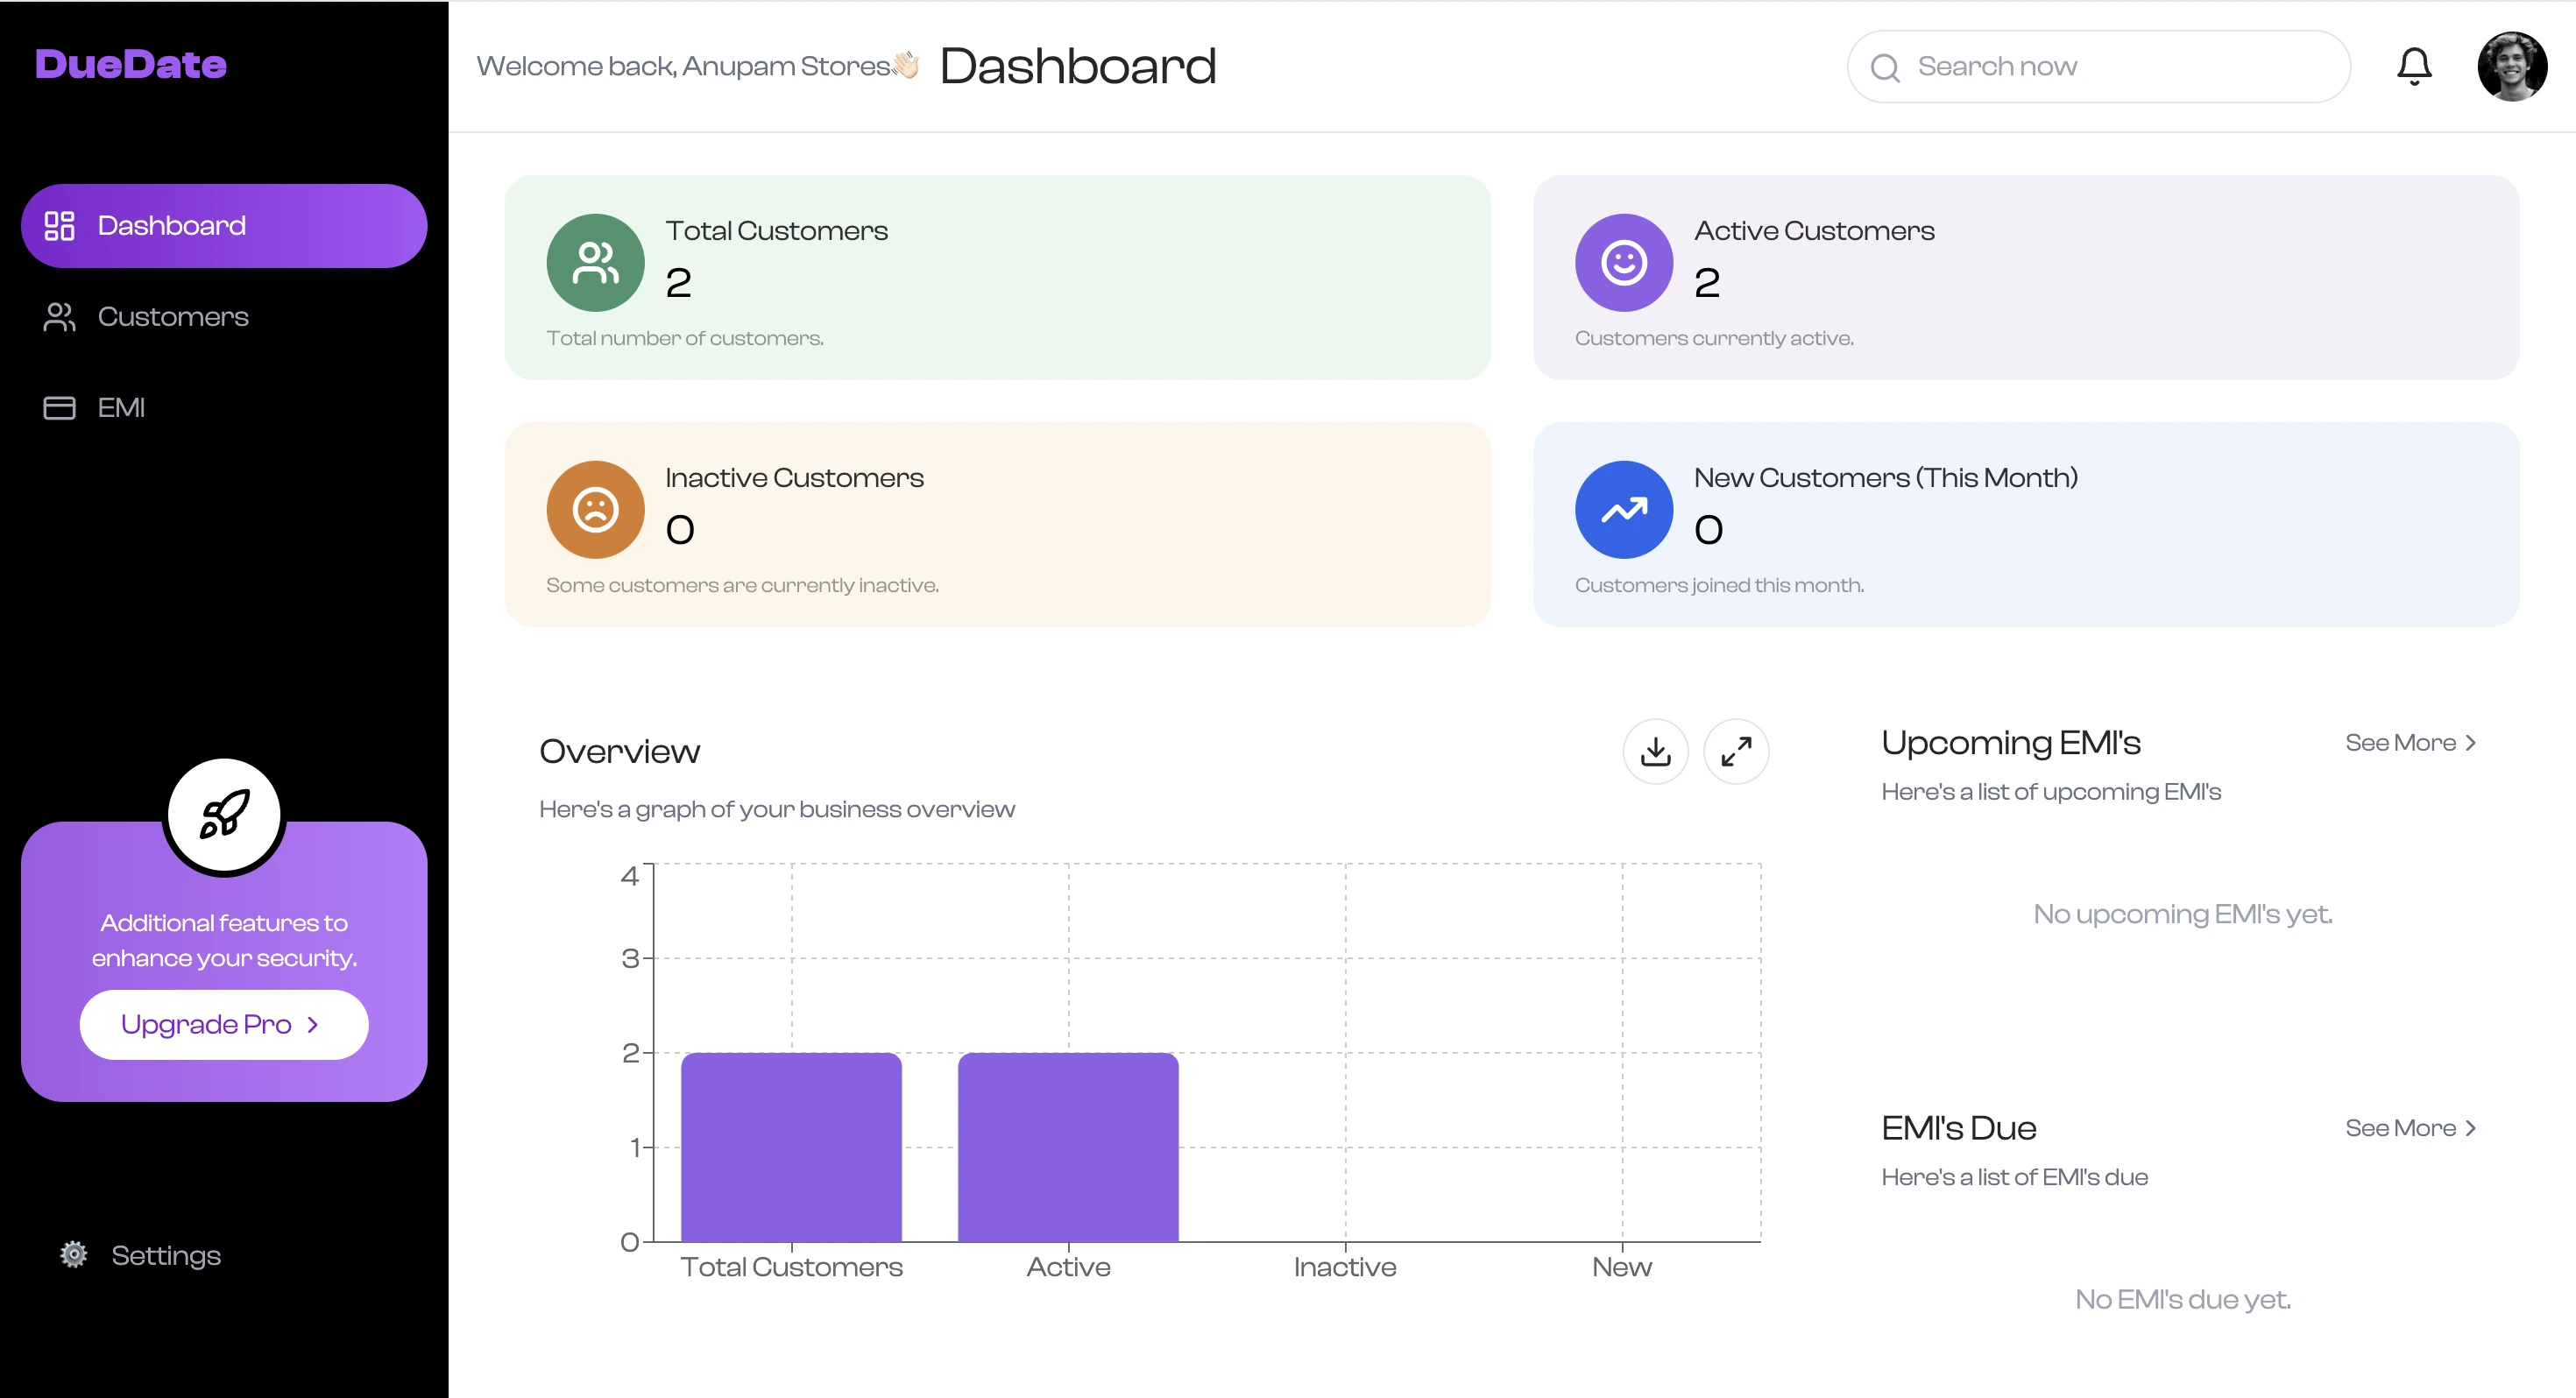 DueDate
Dashboard
Customers
EMI
Additional features to
enhance your security.
Upgrade Pro
Settings
Welcome back, Anupam Stores👋🏻 Dashboard
Search now
Total Customers
2
Total number of customers.
Active Customers
2
Customers currently active.
Inactive Customers
0
Some customers are currently inactive.
New Customers (This Month)
0
Customers joined this month.
Overview
Here's a graph of your business overview
4
3
2
1
0
Total Customers Active Inactive New
Upcoming EMI's See More
Here's a list of upcoming EMI's
No upcoming EMI's yet.
EMI's Due See More
Here's a list of EMI's due
No EMI's due yet.